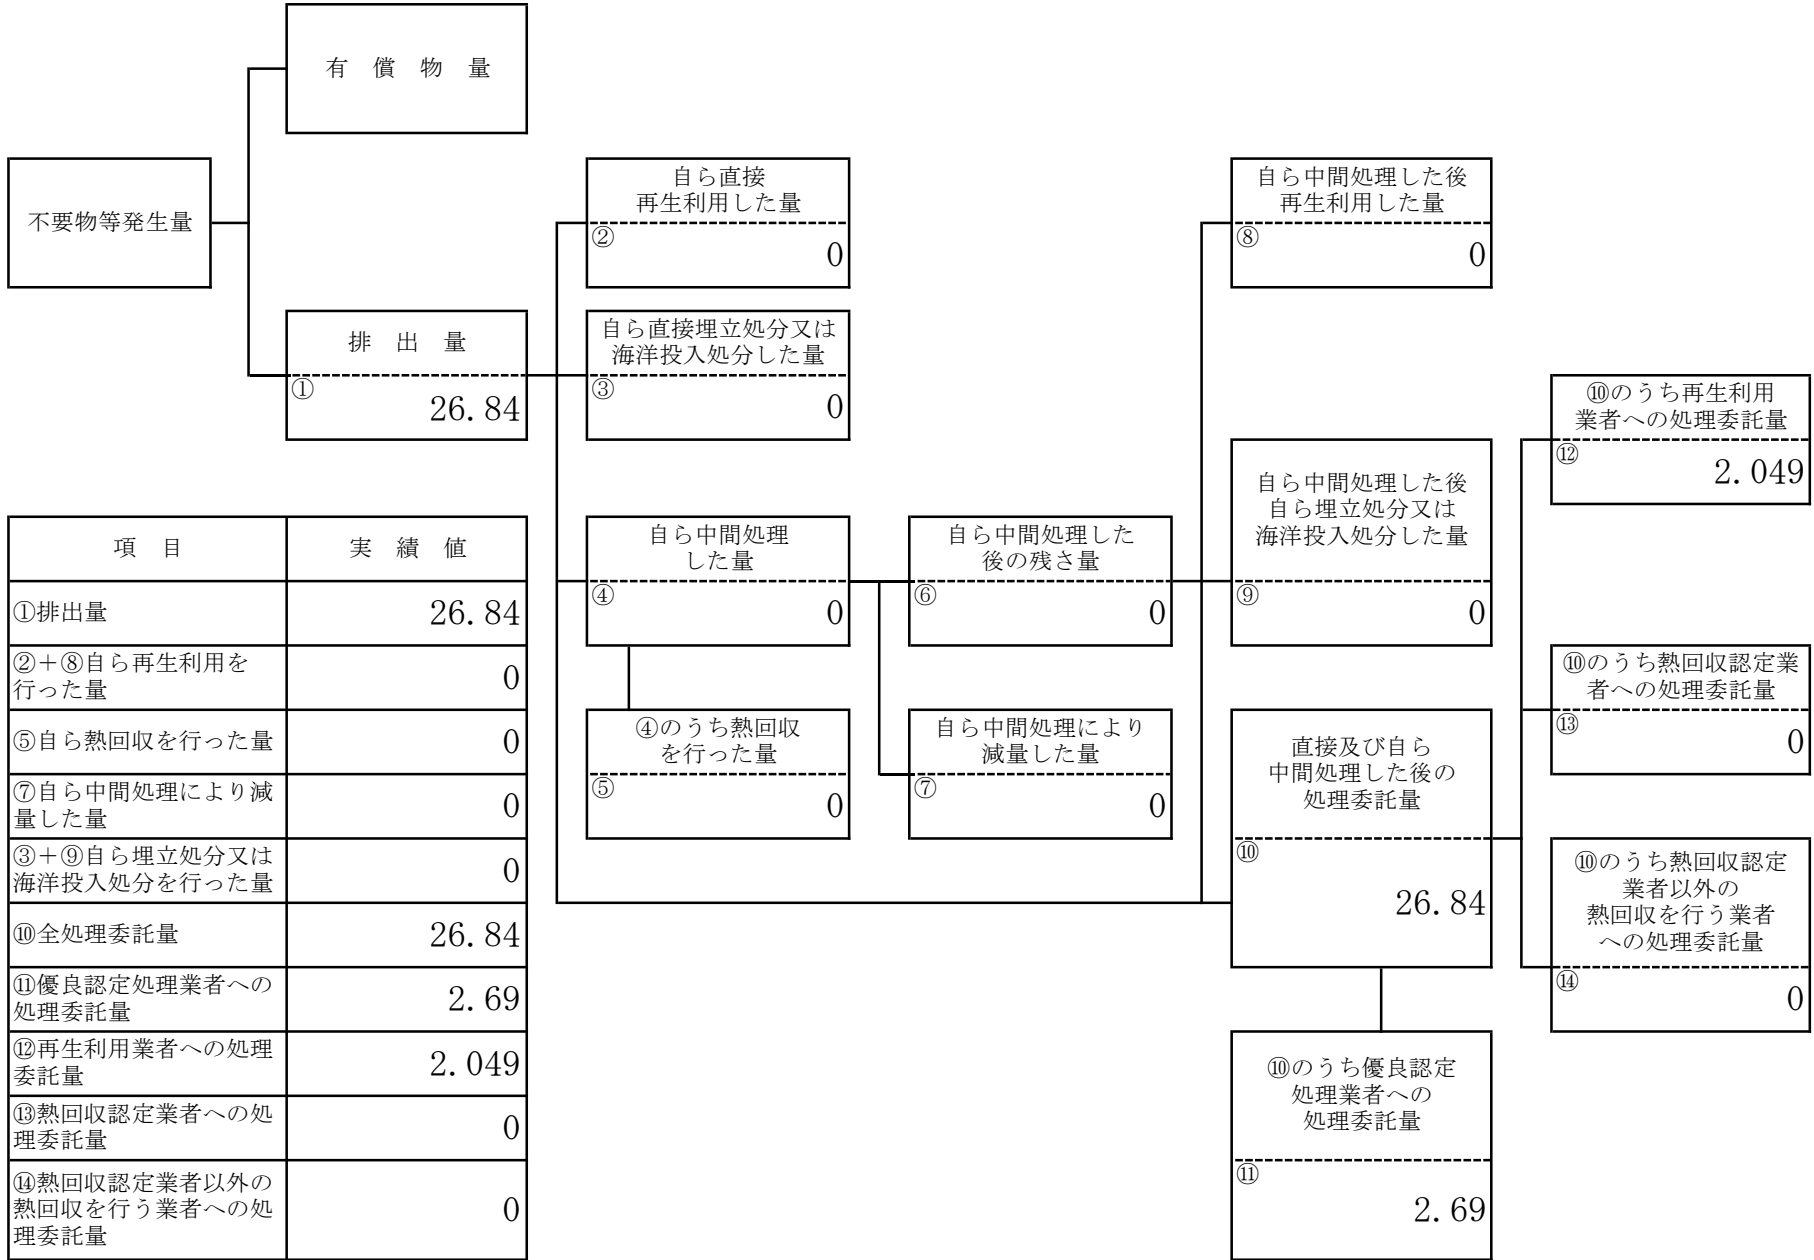 有　償　物　量
不要物等発生量
排　出　量
①
26.84
自ら直接
再生利用した量
②
0
自ら直接埋立処分又は
海洋投入処分した量
③
0
自ら中間処理
した量
④
0
④のうち熱回収
を行った量
⑤
0
自ら中間処理した
後の残さ量
⑥
0
自ら中間処理により
減量した量
⑦
0
自ら中間処理した後
再生利用した量
⑧
0
自ら中間処理した後
自ら埋立処分又は
海洋投入処分した量
⑨
0
直接及び自ら
中間処理した後の
処理委託量
⑩
26.84
⑩のうち優良認定
処理業者への
処理委託量
⑪
2.69
⑩のうち再生利用
業者への処理委託量
⑫
2.049
⑩のうち熱回収認定業
者への処理委託量
⑬
0
⑩のうち熱回収認定
業者以外の
熱回収を行う業者
への処理委託量
⑭
0
項　目
実　績　値
①排出量
26.84
②＋⑧自ら再生利用を
行った量
0
⑤自ら熱回収を行った量
0
⑦自ら中間処理により減
量した量
0
③＋⑨自ら埋立処分又は
海洋投入処分を行った量
0
⑩全処理委託量
26.84
⑪優良認定処理業者への
処理委託量
2.69
⑫再生利用業者への処理
委託量
2.049
⑬熱回収認定業者への処
理委託量
0
⑭熱回収認定業者以外の
熱回収を行う業者への処
理委託量
0